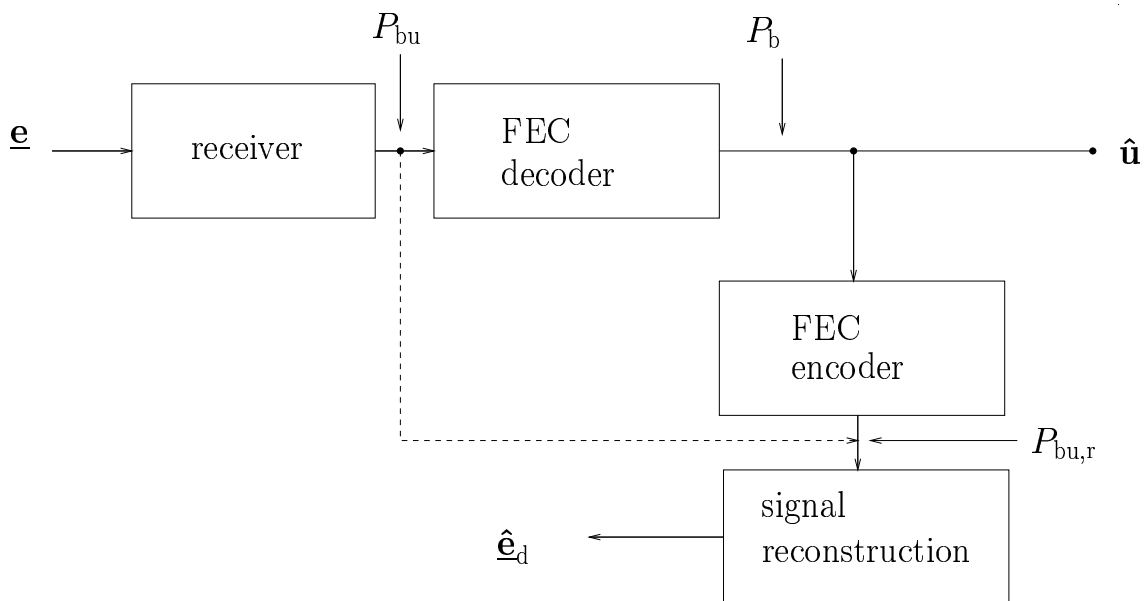 P_bu
P_b
e
receiver
FEC
decoder
û
FEC
encoder
P_bu,r
signal
reconstruction
ê_d